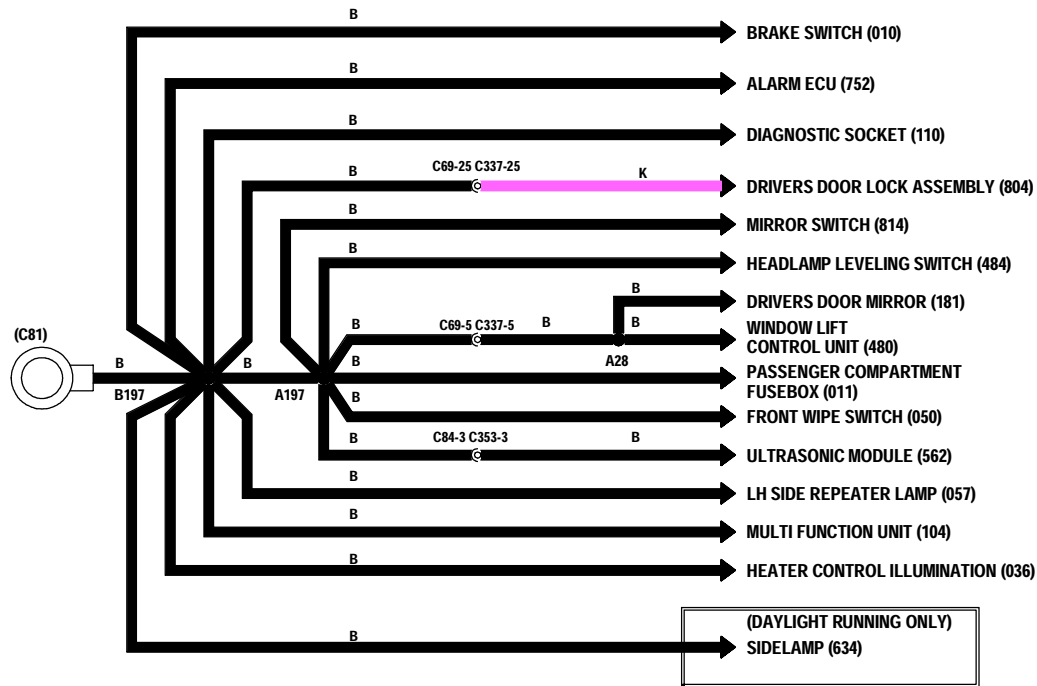 B
BRAKE SWITCH (010)
B
ALARM ECU (752)
B
DIAGNOSTIC SOCKET (110)
B
C69-25 C337-25
K
DRIVERS DOOR LOCK ASSEMBLY (804)
B
MIRROR SWITCH (814)
B
HEADLAMP LEVELING SWITCH (484)
B
DRIVERS DOOR MIRROR (181)
(C81)
B
C69-5 C337-5
B
B
WINDOW LIFT
CONTROL UNIT (480)
A28
B
B
B
PASSENGER COMPARTMENT
FUSEBOX (011)
B197
A197
B
FRONT WIPE SWITCH (050)
B
C84-3 C353-3
B
ULTRASONIC MODULE (562)
B
LH SIDE REPEATER LAMP (057)
B
MULTI FUNCTION UNIT (104)
B
HEATER CONTROL ILLUMINATION (036)
(DAYLIGHT RUNNING ONLY)
B
SIDELAMP (634)